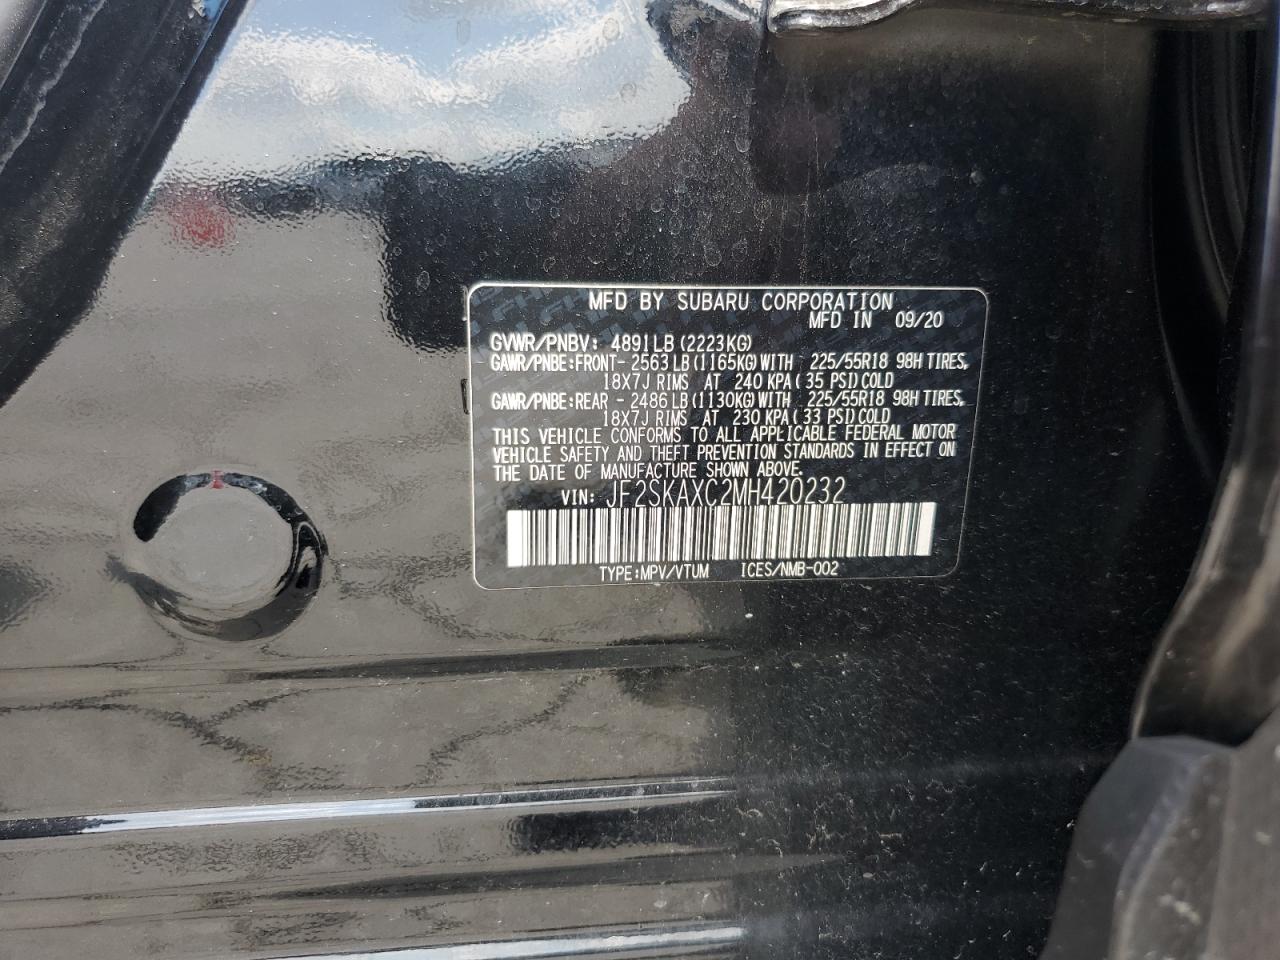 MFD BY SUBARU CORPORATION
MFD IN 09/20
GVWR/PNBV: 4891LB(2223KG)
GAWR/PNBE:FRONT- 2563LB(1165KG)WITH 225/55R18 98H TIRES,
18X7J RIMS AT 240 KPA( 35 PSI)COLD
GAWR/PNBE:REAR - 2486LB(1130KG)WITH 225/55R18 98H TIRES,
18X7J RIMS AT 230 KPA( 33 PSI)COLD
THIS VEHICLE CONFORMS TO ALL APPLICABLE FEDERAL MOTOR
VEHICLE SAFETY AND THEFT PREVENTION STANDARDS IN EFFECT ON
THE DATE OF MANUFACTURE SHOWN ABOVE.
VIN: JF2SKAXC2MH420232
TYPE:MPV/VTUM ICES/NMB-002